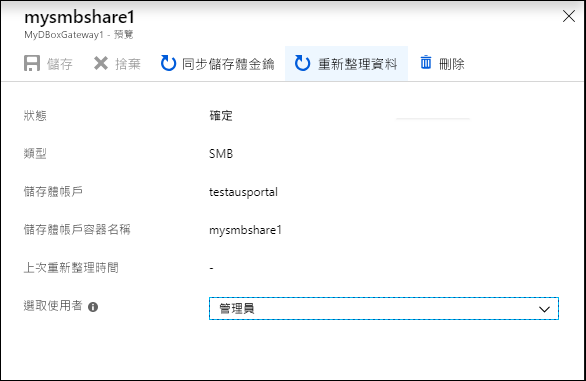 mysmbshare1
MyDBoxGateway1 - 預覽
儲存 捨棄 同步儲存體金鑰 重新整理資料 刪除
狀態 確定
類型 SMB
儲存體帳戶 testausportal
儲存體帳戶容器名稱 mysmbshare1
上次重新整理時間 -
選取使用者 管理員